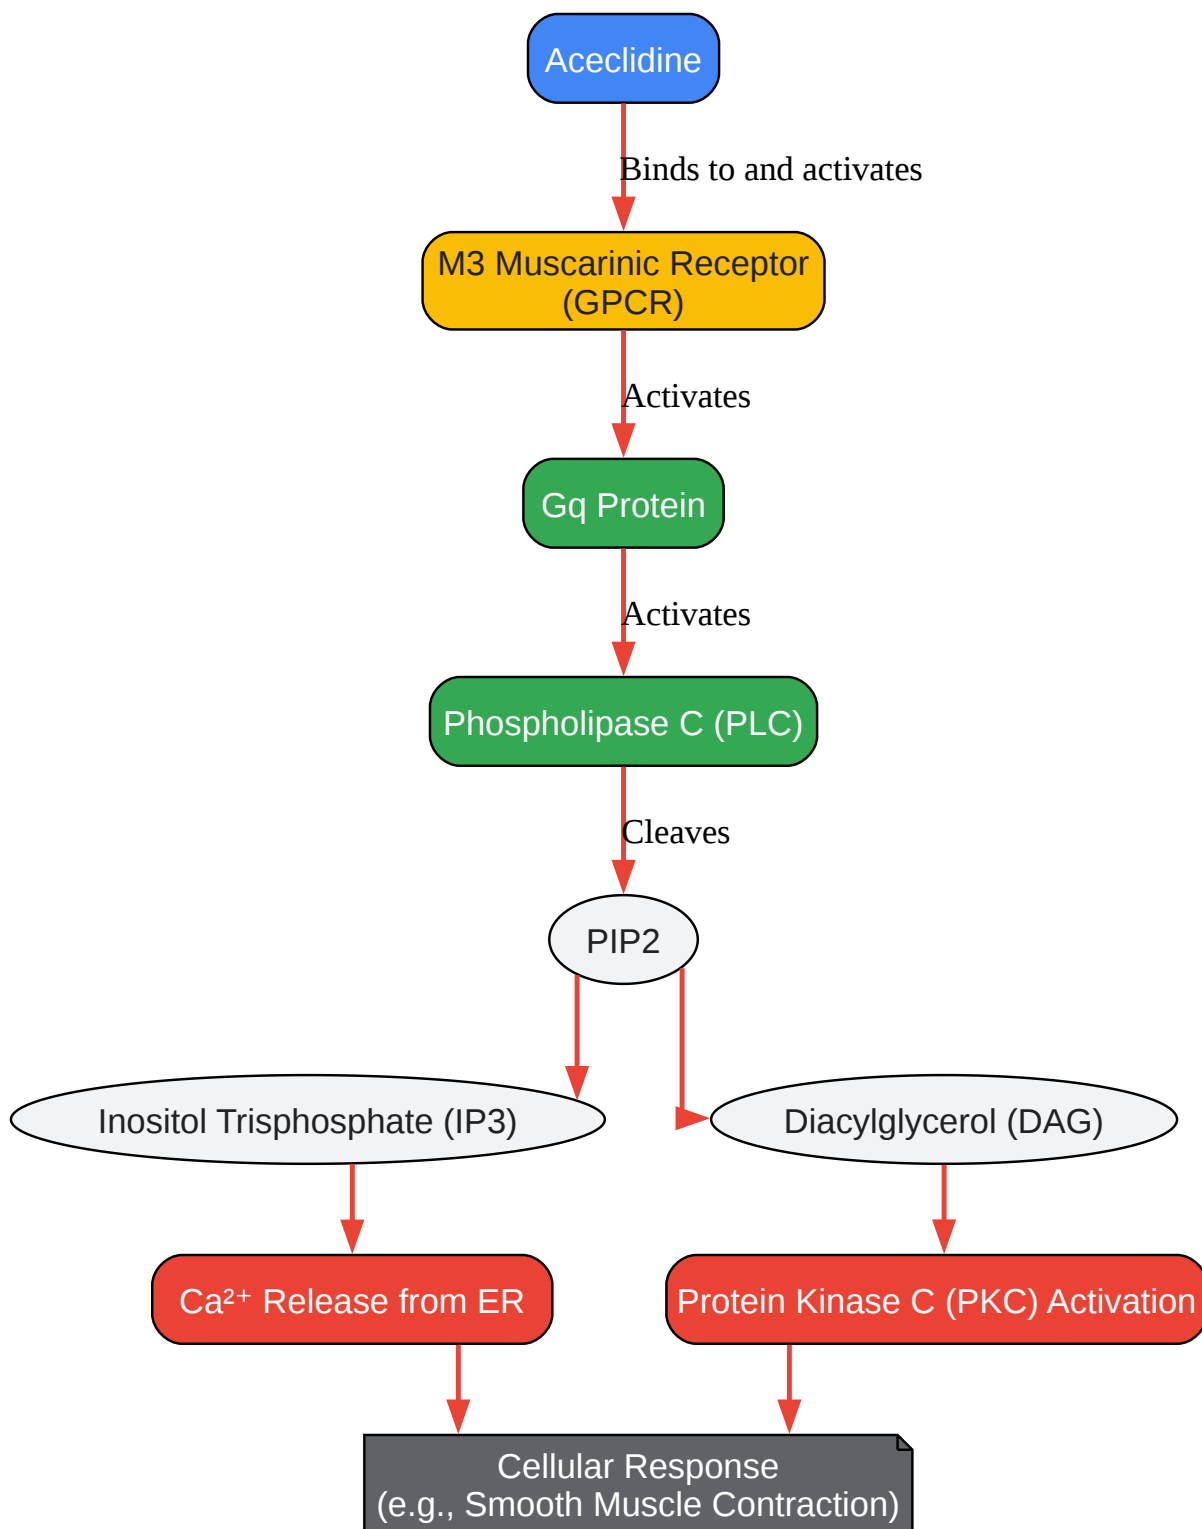 Aceclidine
Binds to and activates
M3 Muscarinic Receptor
(GPCR)
Activates
Gq Protein
Activates
Phospholipase C (PLC)
Cleaves
PIP2
Inositol Trisphosphate (IP3)
Diacylglycerol (DAG)
Ca²⁺ Release from ER
Protein Kinase C (PKC) Activation
Cellular Response
(e.g., Smooth Muscle Contraction)